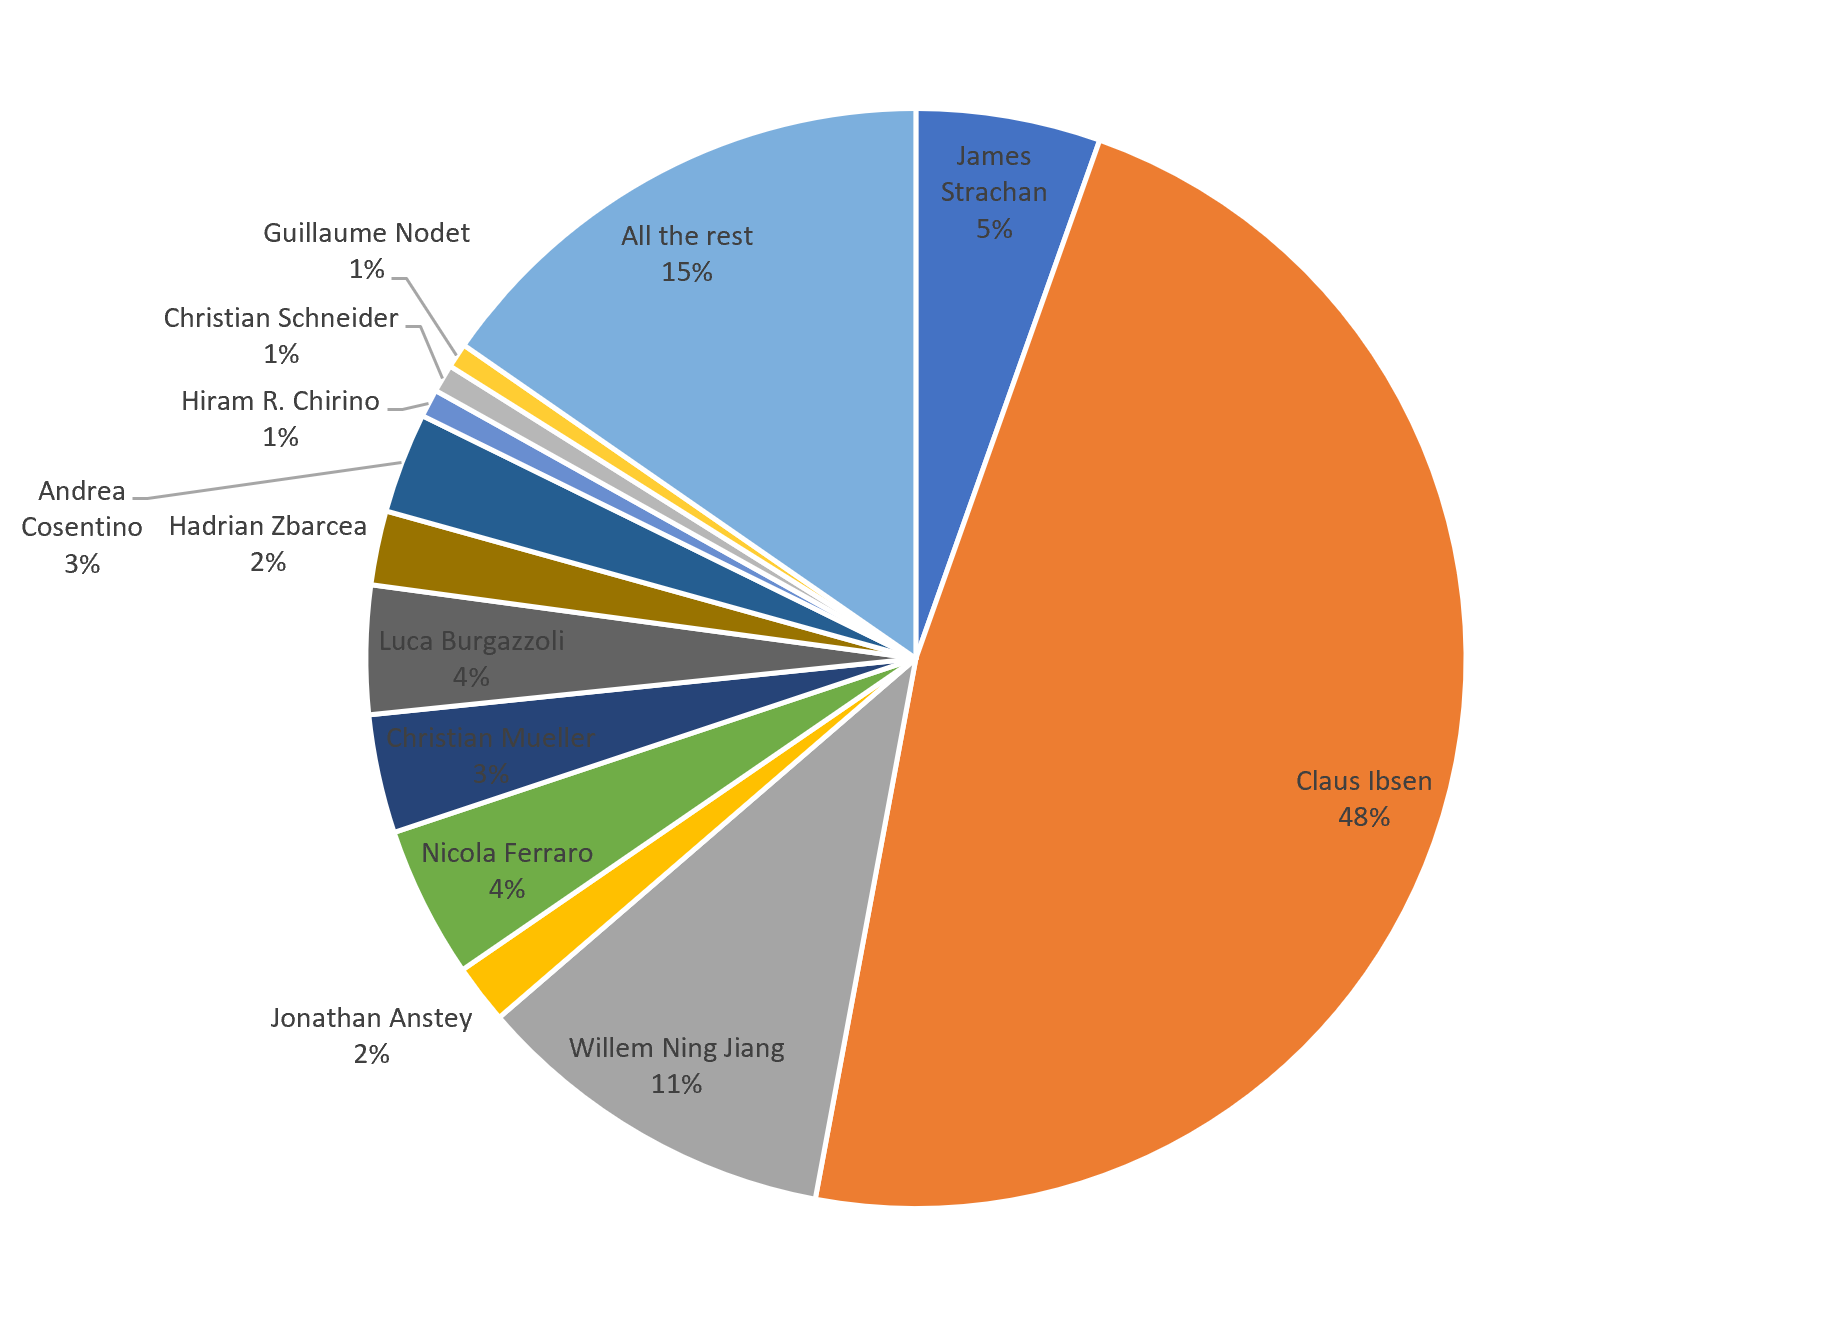 James
Strachan
5%
Claus Ibsen
48%
Willem Ning Jiang
11%
Jonathan Anstey
2%
Nicola Ferraro
4%
Christian Mueller
3%
Luca Burgazzoli
4%
Hadrian Zbarcea
2%
Andrea
Cosentino
3%
Hiram R. Chirino
1%
Christian Schneider
1%
Guillaume Nodet
1%
All the rest
15%